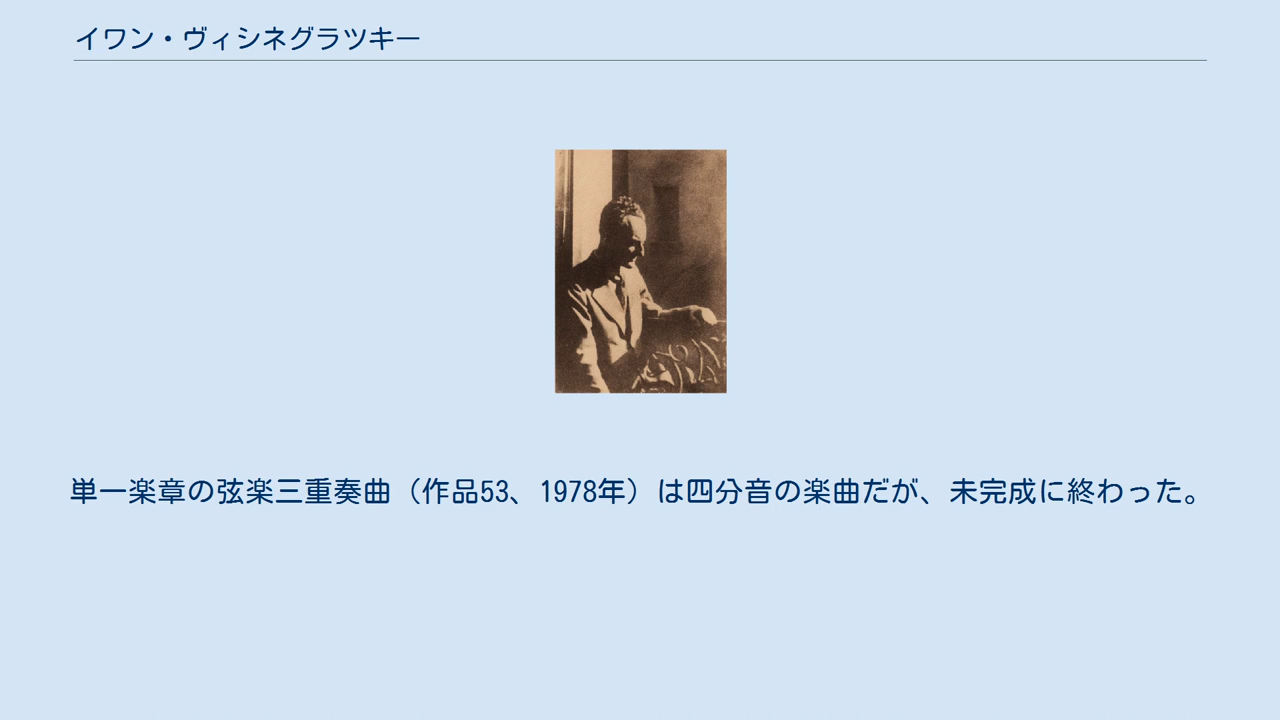 イワン・ヴィシネグラツキー
単一楽章の弦楽三重奏曲（作品53、1978年）は四分音の楽曲だが、未完成に終わった。